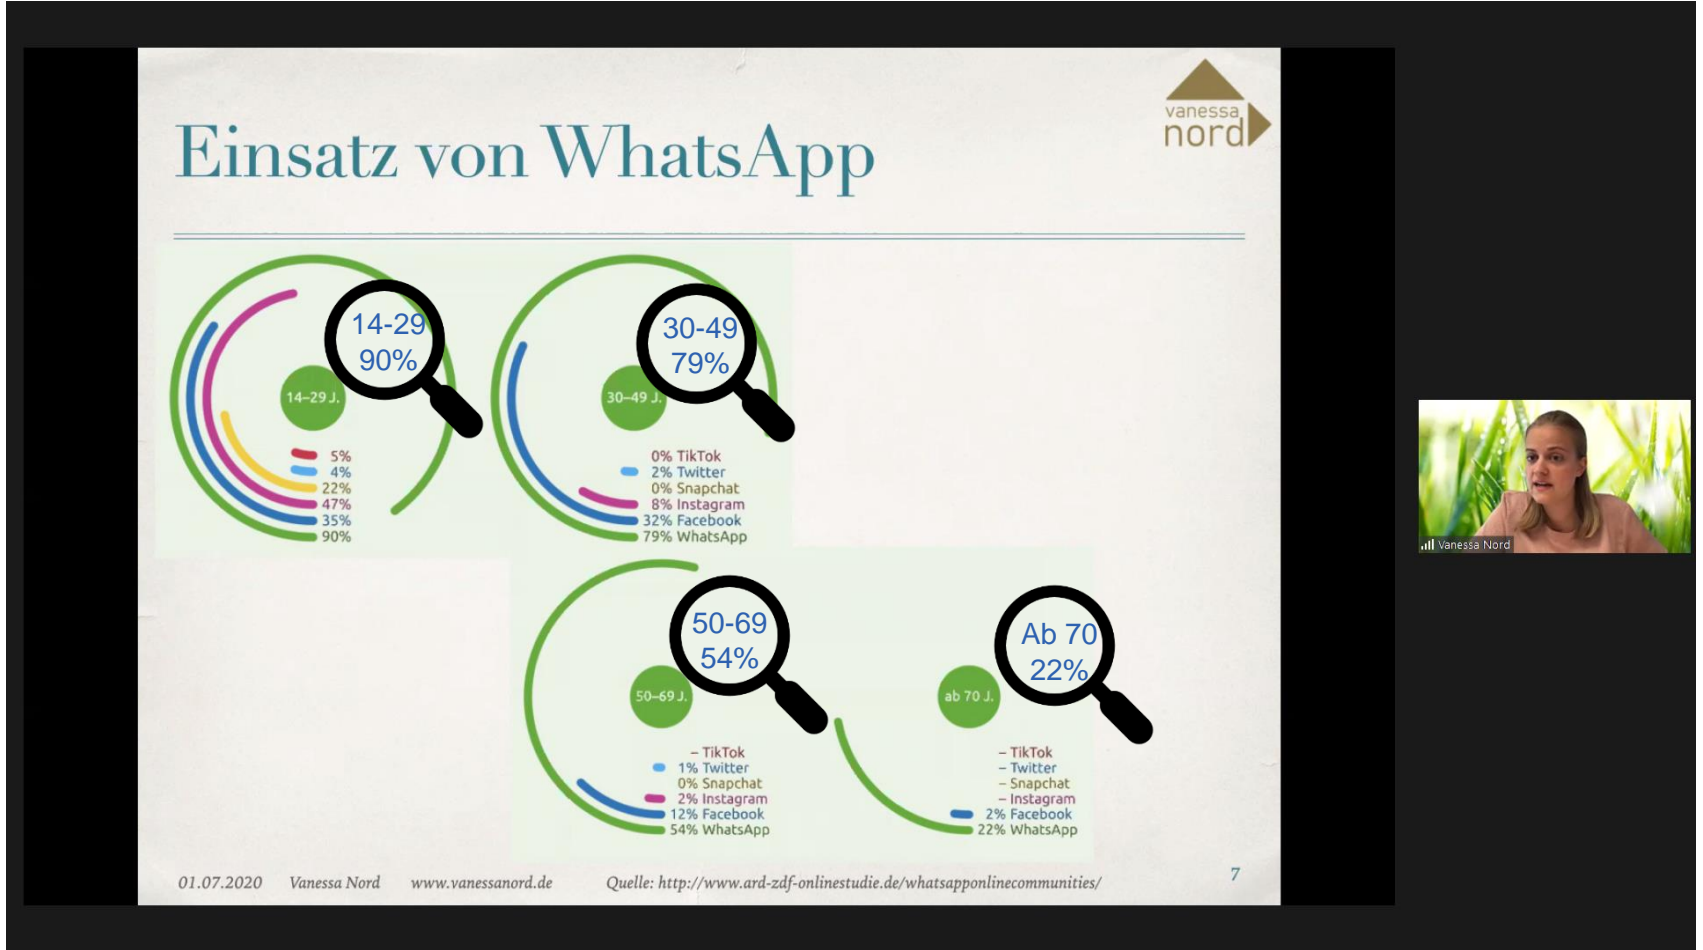 vanessa
nord
Einsatz von WhatsApp
14-29
90%
14–29 J.
5%
4%
22%
47%
35%
90%
30-49
79%
30–49 J.
0% TikTok
2% Twitter
0% Snapchat
8% Instagram
32% Facebook
79% WhatsApp
50-69
54%
50–69 J.
– TikTok
1% Twitter
0% Snapchat
2% Instagram
12% Facebook
54% WhatsApp
Ab 70
22%
ab 70 J.
– TikTok
– Twitter
– Snapchat
– Instagram
2% Facebook
22% WhatsApp
01.07.2020 Vanessa Nord www.vanessanord.de Quelle: http://www.ard-zdf-onlinestudie.de/whatsapponlinecommunities/
7
Vanessa Nord